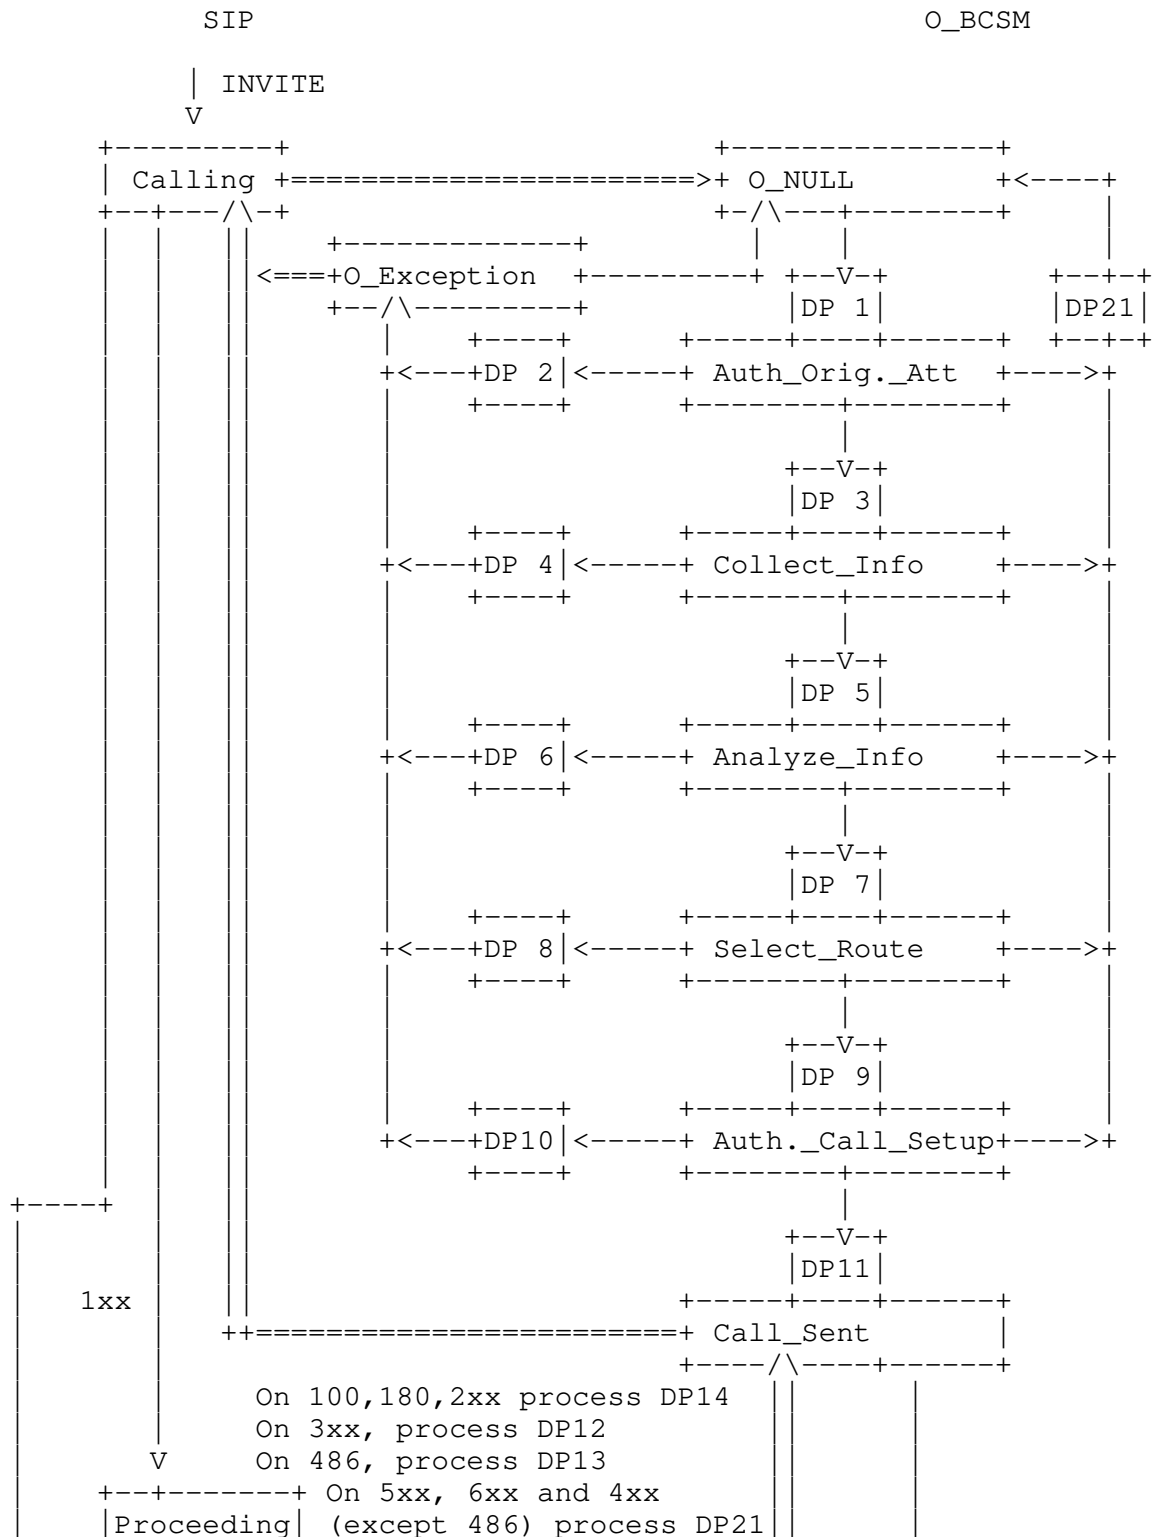 SIP O_BCSM
INVITE
Calling O_NULL
O_Exception
DP 1 DP21
DP 2 Auth_Orig._Att
DP 3
DP 4 Collect_Info
DP 5
DP 6 Analyze_Info
DP 7
DP 8 Select_Route
DP 9
DP10 Auth._Call_Setup
DP11
1xx
Call_Sent
On 100,180,2xx process DP14
On 3xx, process DP12
On 486, process DP13
On 5xx, 6xx and 4xx
Proceeding (except 486) process DP21